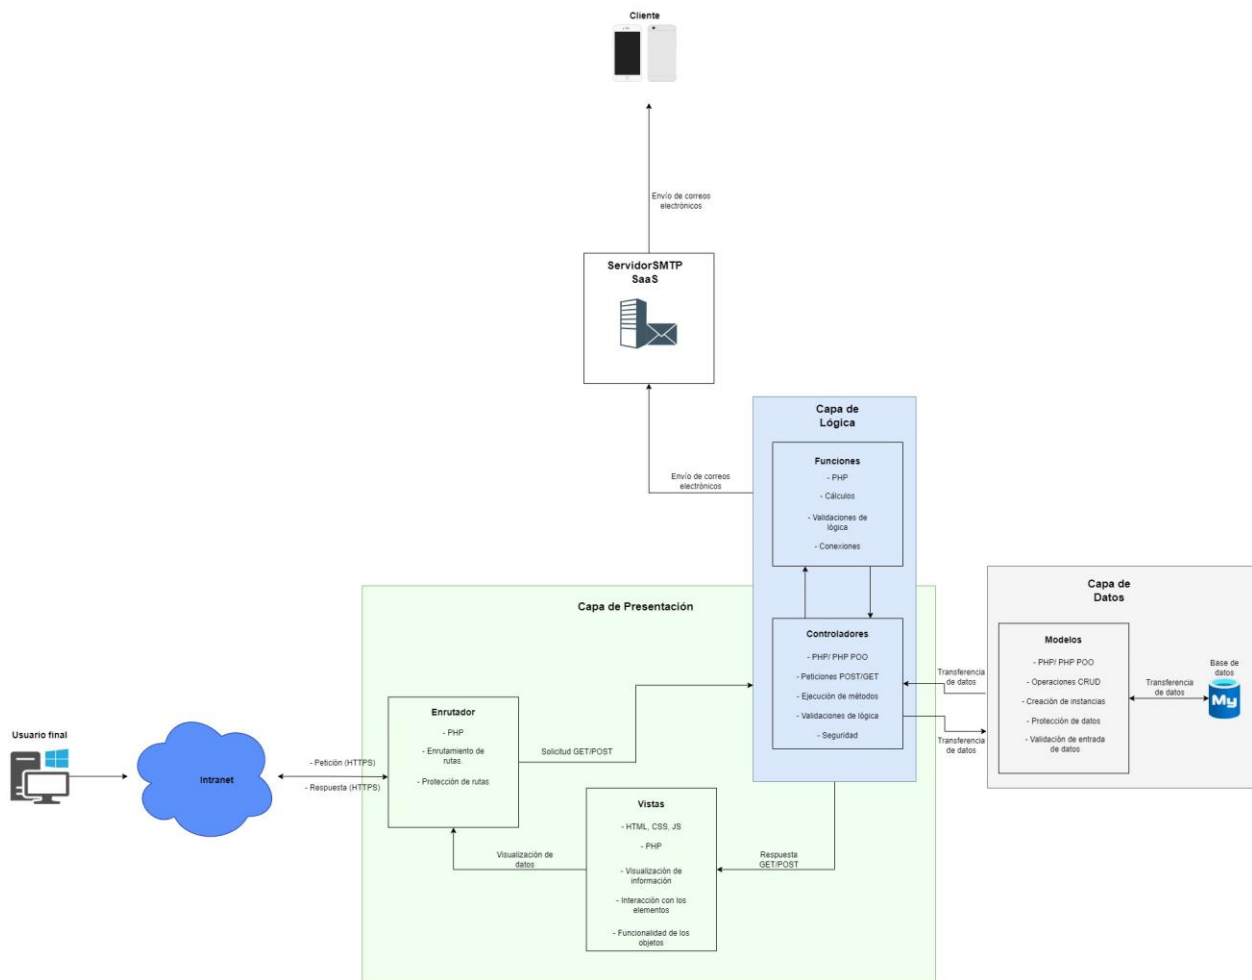 Cliente
Envío de correos
electrónicos
ServidorSMTP
SaaS
Envío de correos
electrónicos
Capa de
Lógica
Funciones
- PHP
- Cálculos
- Validaciones de
lógica
- Conexiones
Capa de Presentación
Controladores
- PHP/ PHP POO
- Peticiones POST/GET
- Ejecución de métodos
- Validaciones de lógica
- Seguridad
Transferencia
de datos
Transferencia
de datos
Capa de
Datos
Modelos
- PHP/ PHP POO
- Operaciones CRUD
- Creación de instancias
- Protección de datos
- Validación de entrada
de datos
Transferencia
de datos
Base de
datos
My
Usuario final
Intranet
- Petición (HTTPS)
- Respuesta (HTTPS)
Enrutador
- PHP
- Enrutamiento de
rutas.
- Protección de rutas
Solicitud GET/POST
Visualización de
datos
Vistas
- HTML, CSS, JS
- PHP
- Visualización de
información
- Interacción con los
elementos
- Funcionalidad de los
objetos
Respuesta
GET/POST